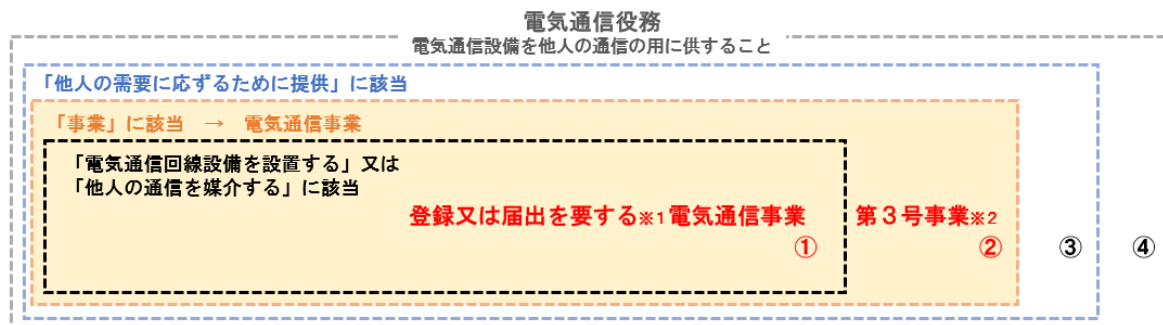 電気通信役務
電気通信設備を他人の通信の用に供すること
「他人の需要に応ずるために提供」に該当
「事業」に該当　→　電気通信事業
「電気通信回線設備を設置する」又は
「他人の通信を媒介する」に該当
登録又は届出を要する※1電気通信事業
第３号事業※2
①
②
③
④